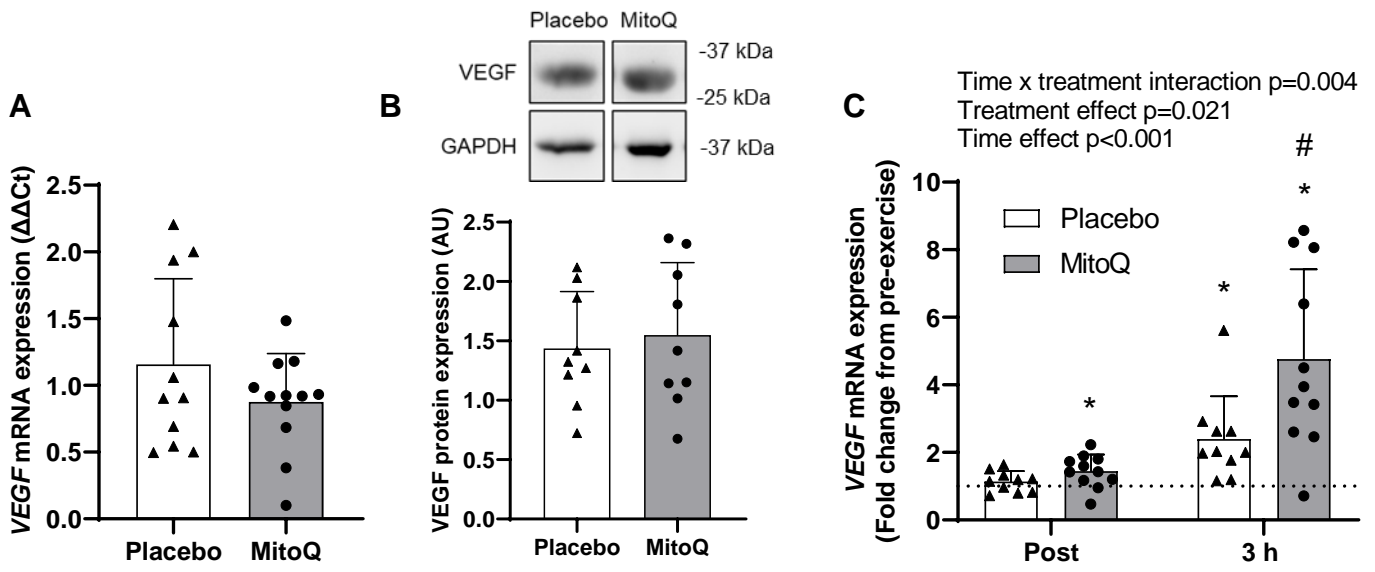 A
VEGF mRNA expression (ΔΔCt)
2.5
2.0
1.5
1.0
0.5
0.0
Placebo MitoQ
B
Placebo MitoQ
VEGF
-37 kDa
-25 kDa
GAPDH
-37 kDa
VEGF protein expression (AU)
2.5
2.0
1.5
1.0
0.5
0.0
Placebo MitoQ
C
Time x treatment interaction p=0.004
Treatment effect p=0.021
Time effect p<0.001
VEGF mRNA expression
(Fold change from pre-exercise)
10
8
6
4
2
0
Placebo
MitoQ
*
*
#
*
Post 3 h